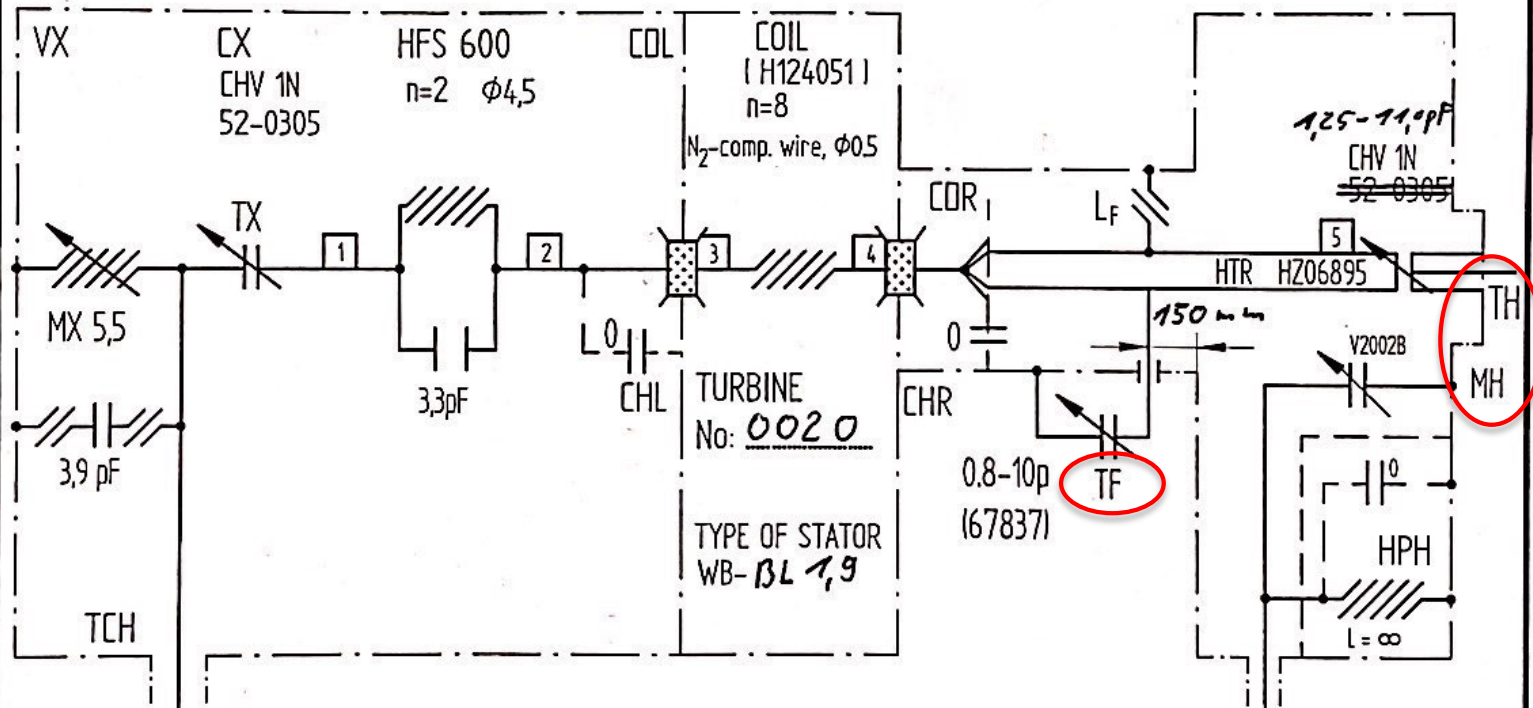 VX
CX
CHV 1N
52-0305
HFS 600
n=2 ϕ4,5
COL
COIL
(H124051)
n=8
N₂-comp. wire, ϕ0.5
1,25-11,0pF
CHV 1N
52-0305
TX
1
2
3
4
COR
L_F
5
HTR HZ06895
MX 5,5
3,3pF
0
CHL
0
150 mm
TH
V2002B
MH
3,9 pF
TURBINE
No: 0020
CHR
0.8-10p
(67837)
TF
0
TYPE OF STATOR
WB-BL 1,9
HPH
L=∞
TCH